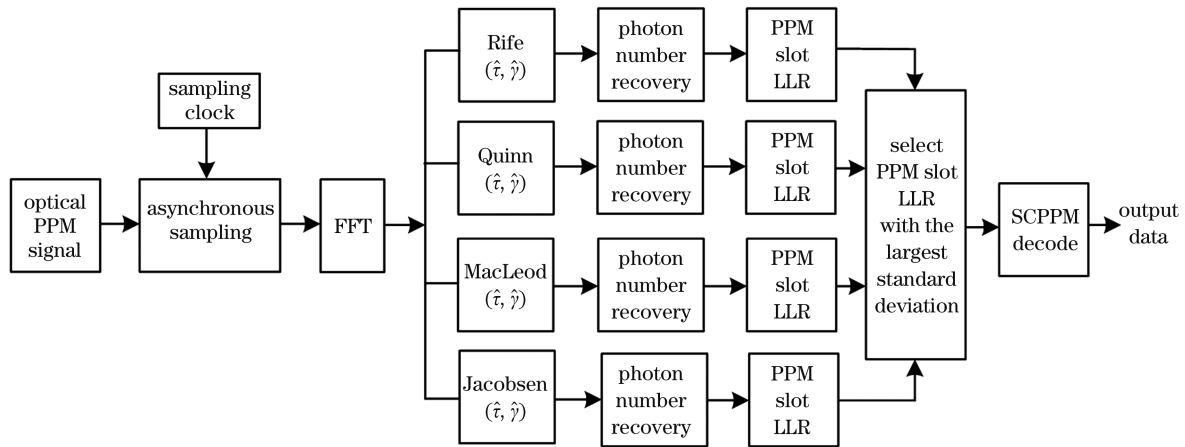 optical
PPM
signal
sampling
clock
asynchronous
sampling
FFT
Rife
(τ̂, γ̂)
photon
number
recovery
PPM
slot
LLR
Quinn
(τ̂, γ̂)
photon
number
recovery
PPM
slot
LLR
MacLeod
(τ̂, γ̂)
photon
number
recovery
PPM
slot
LLR
Jacobsen
(τ̂, γ̂)
photon
number
recovery
PPM
slot
LLR
select
PPM slot
LLR
with the
largest
standard
deviation
SCPPM
decode
output
data